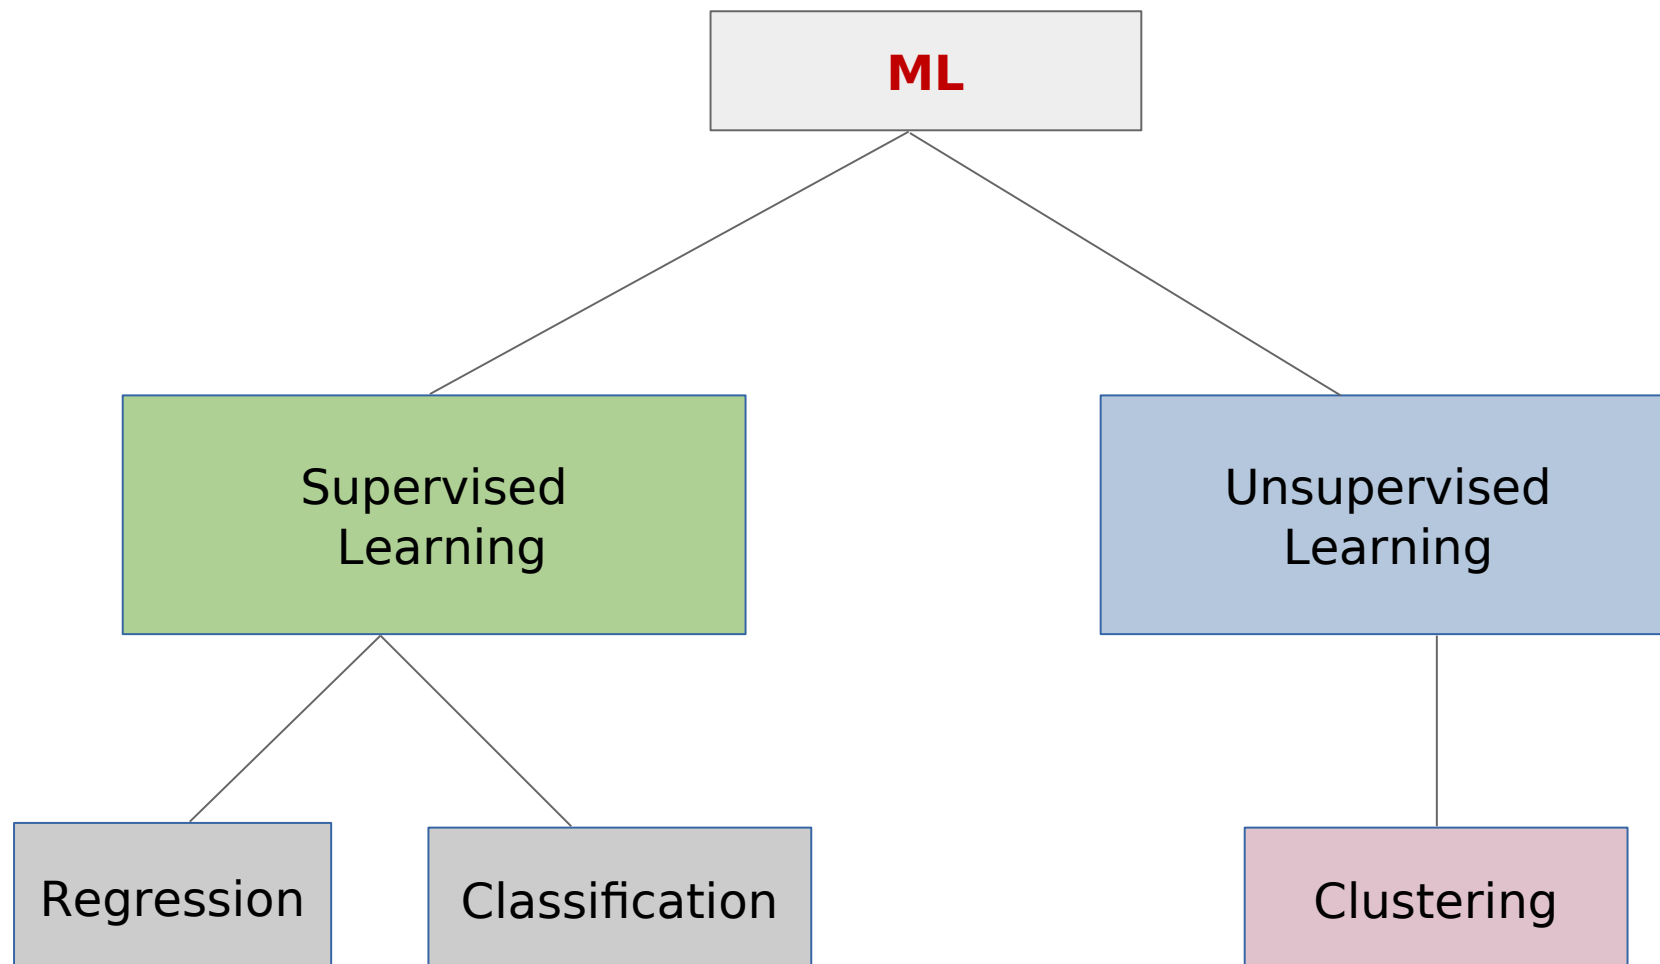 ML
Supervised
Learning
Unsupervised
Learning
Regression
Classification
Clustering